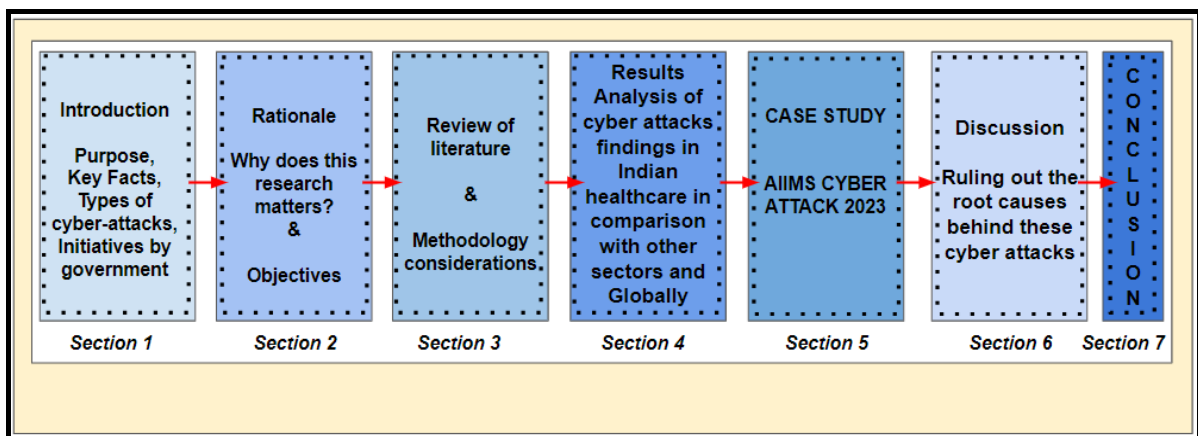 Introduction
Purpose,
Key Facts,
Types of
cyber-attacks,
Initiatives by
government
Section 1
Rationale
Why does this
research
matters?
&
Objectives
Section 2
Review of
literature
&
Methodology
considerations
Section 3
Results
Analysis of
cyber attacks
findings in
Indian
healthcare in
comparison
with other
sectors and
Globally
Section 4
CASE STUDY
AIIMS CYBER
ATTACK 2023
Section 5
Discussion
Ruling out the
root causes
behind these
cyber attacks
Section 6
C
O
N
C
L
U
S
I
O
N
Section 7